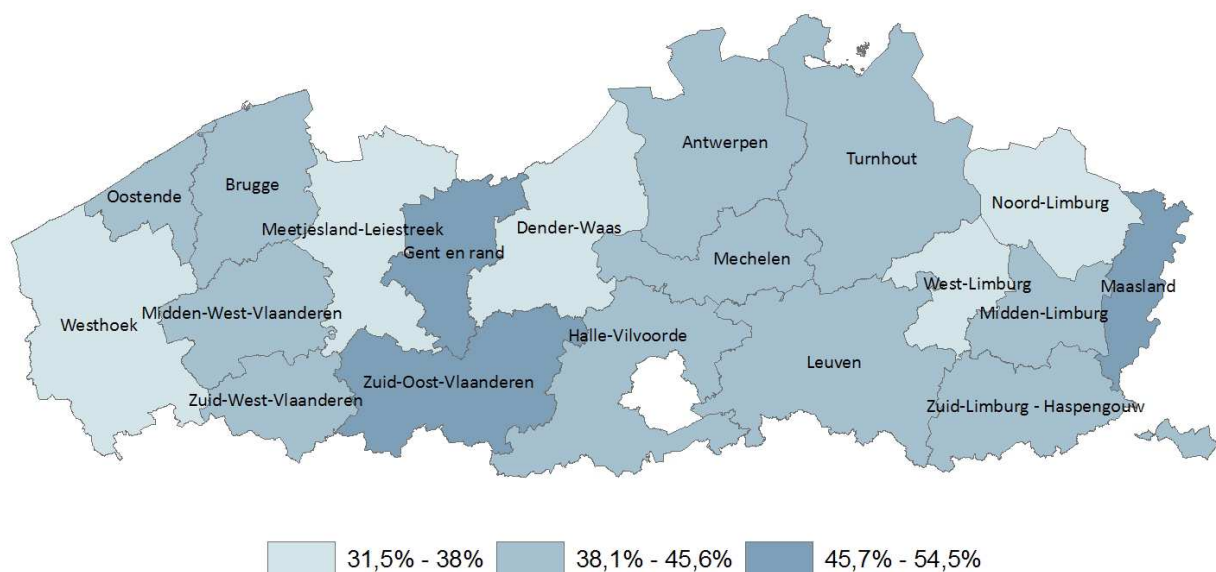 Antwerpen
Turnhout
Brugge
Oostende
Noord-Limburg
Meetjesland-Leiestreek
Dender-Waas
Gent en rand
Mechelen
West-Limburg
Maasland
Midden-West-Vlaanderen
Midden-Limburg
Westhoek
Halle-Vilvoorde
Leuven
Zuid-Oost-Vlaanderen
Zuid-West-Vlaanderen
Zuid-Limburg - Haspengouw
31,5% - 38% 38,1% - 45,6% 45,7% - 54,5%